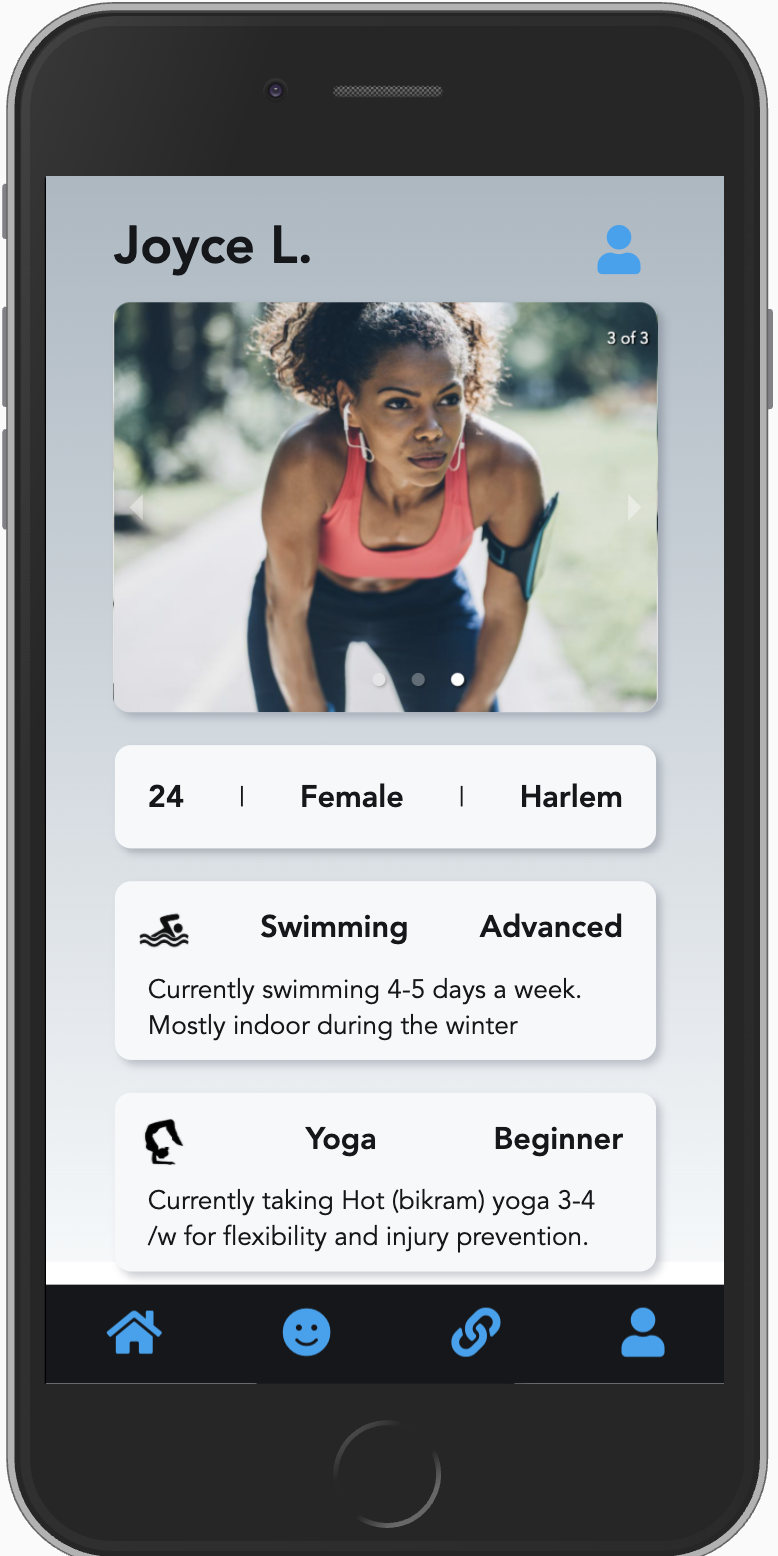 Joyce L.
3 of 3
24 | Female | Harlem
Swimming Advanced
Currently swimming 4-5 days a week.
Mostly indoor during the winter
Yoga Beginner
Currently taking Hot (bikram) yoga 3-4
/w for flexibility and injury prevention.